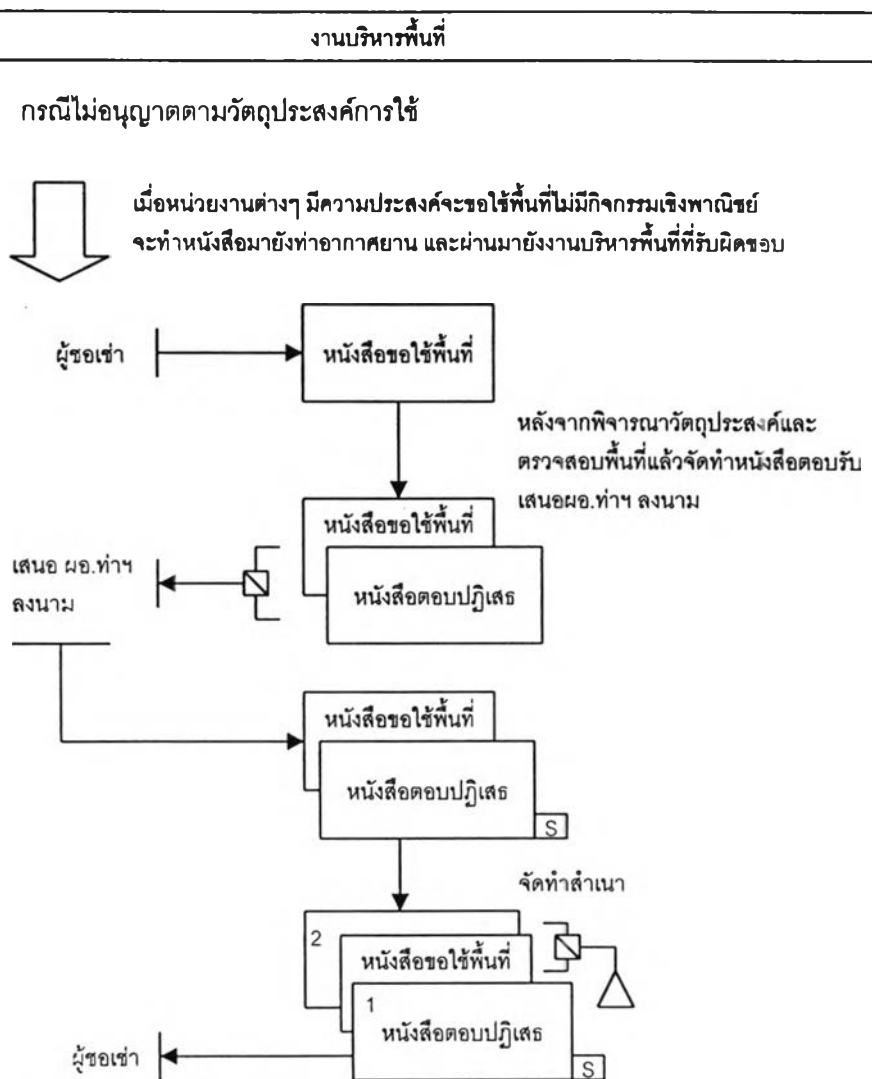 งานบริหารพื้นที่
กรณีไม่อนุญาตตามวัตถุประสงค์การใช้
เมื่อหน่วยงานต่างๆ มีความประสงค์จะขอใช้พื้นที่ไม่มีกิจกรรมเชิงพาณิชย์
จะทำหนังสือมายังท่าอากาศยาน และผ่านมายังงานบริหารพื้นที่ที่รับผิดชอบ
ผู้ขอเช่า
หนังสือขอใช้พื้นที่
หลังจากพิจารณาวัตถุประสงค์และ
ตรวจสอบพื้นที่แล้วจัดทำหนังสือตอบรับ
เสนอผอ.ท่าฯ ลงนาม
หนังสือขอใช้พื้นที่
หนังสือตอบปฏิเสธ
เสนอ ผอ.ท่าฯ
ลงนาม
หนังสือขอใช้พื้นที่
หนังสือตอบปฏิเสธ
S
จัดทำสำเนา
2
หนังสือขอใช้พื้นที่
1
หนังสือตอบปฏิเสธ
ผู้ขอเช่า
S